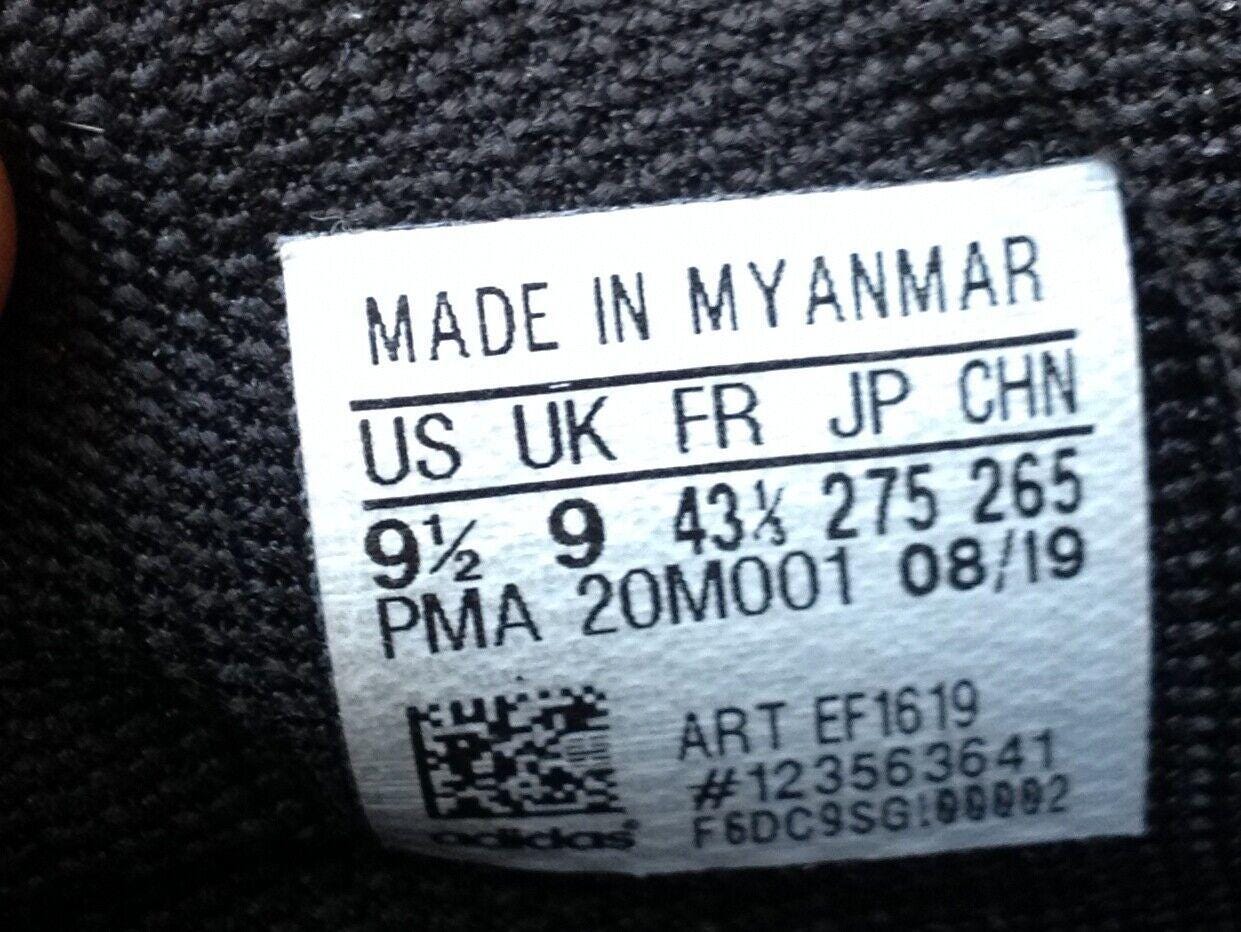 MADE IN MYANMAR
US UK FR JP CHN
9½ 9 43⅓ 275 265
PMA 20M001 08/19
ART EF1619
#123563641
F6DC9SG!00002
adidas